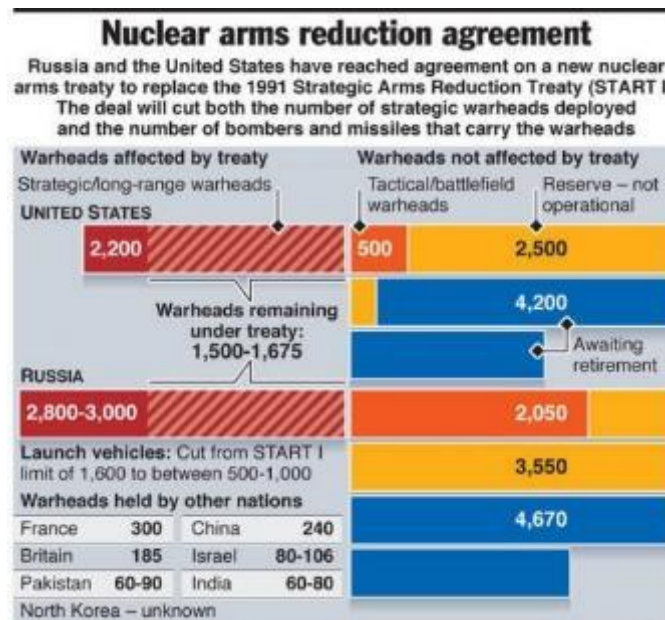 Nuclear arms reduction agreement
Russia and the United States have reached agreement on a new nuclear
arms treaty to replace the 1991 Strategic Arms Reduction Treaty (START
The deal will cut both the number of strategic warheads deployed
and the number of bombers and missiles that carry the warheads
Warheads affected by treaty
Strategic/long-range warheads
Warheads not affected by treaty
Tactical/battlefield
warheads
Reserve – not
operational
UNITED STATES
2,200
500
2,500
4,200
Warheads remaining
under treaty:
1,500-1,675
Awaiting
retirement
RUSSIA
2,800-3,000
2,050
3,550
4,670
Launch vehicles: Cut from START I
limit of 1,600 to between 500-1,000
Warheads held by other nations
France 300 China 240
Britain 185 Israel 80-106
Pakistan 60-90 India 60-80
North Korea – unknown